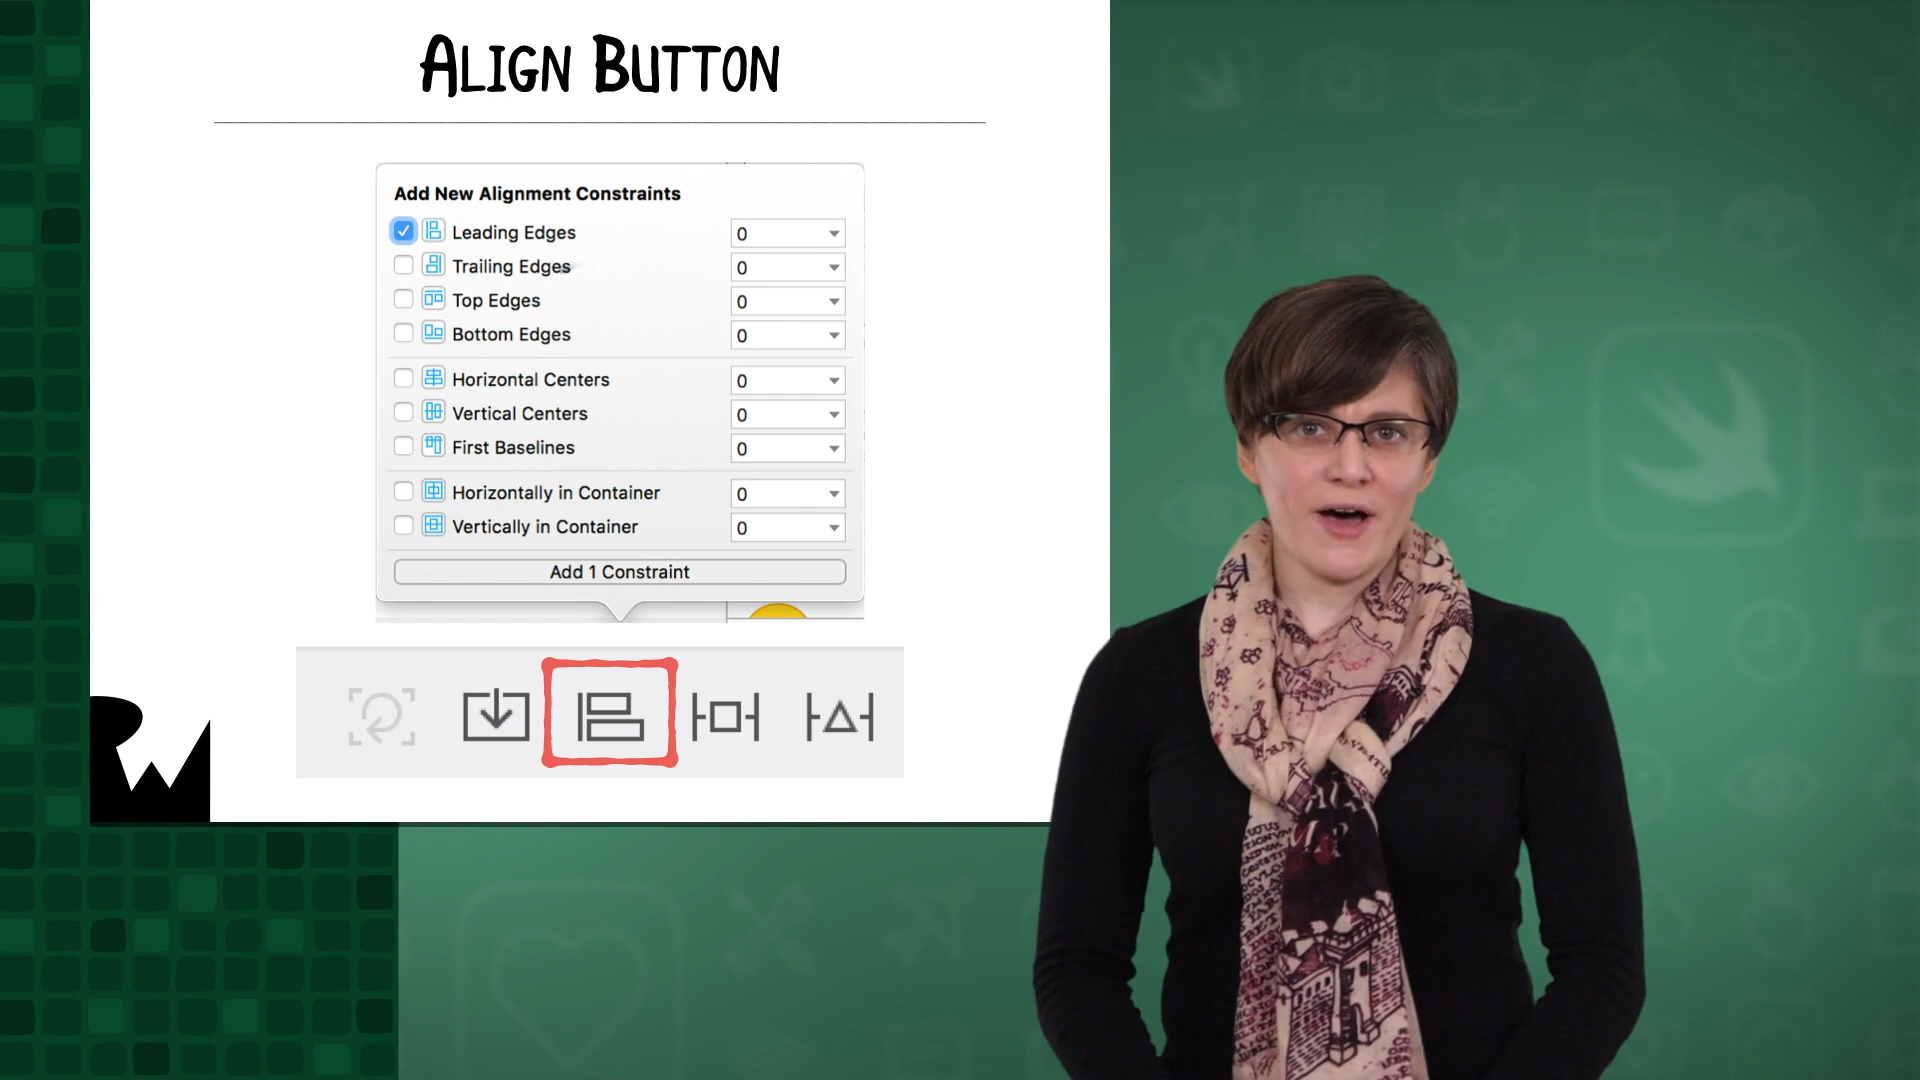 ALIGN BUTTON
Add New Alignment Constraints
Leading Edges 0
Trailing Edges 0
Top Edges 0
Bottom Edges 0
Horizontal Centers 0
Vertical Centers 0
First Baselines 0
Horizontally in Container 0
Vertically in Container 0
Add 1 Constraint
RW